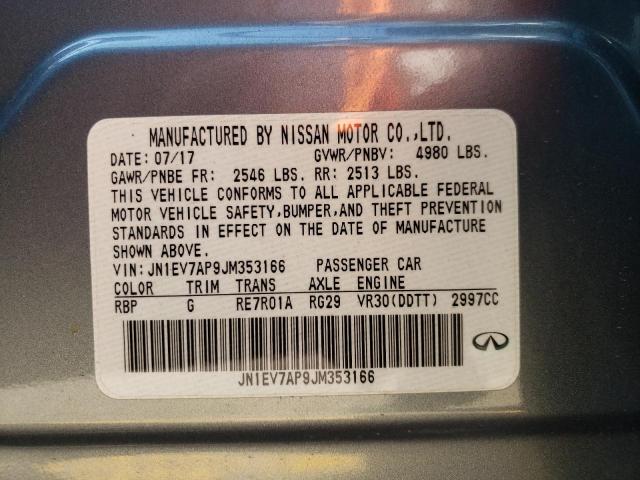 MANUFACTURED BY NISSAN MOTOR CO.,LTD.
DATE: 07/17 GVWR/PNBV: 4980 LBS.
GAWR/PNBE FR: 2546 LBS. RR: 2513 LBS.
THIS VEHICLE CONFORMS TO ALL APPLICABLE FEDERAL
MOTOR VEHICLE SAFETY,BUMPER,AND THEFT PREVENTION
STANDARDS IN EFFECT ON THE DATE OF MANUFACTURE
SHOWN ABOVE.
VIN:JN1EV7AP9JM353166 PASSENGER CAR
COLOR TRIM TRANS AXLE ENGINE
RBP G RE7R01A RG29 VR30(DDTT) 2997CC
JN1EV7AP9JM353166